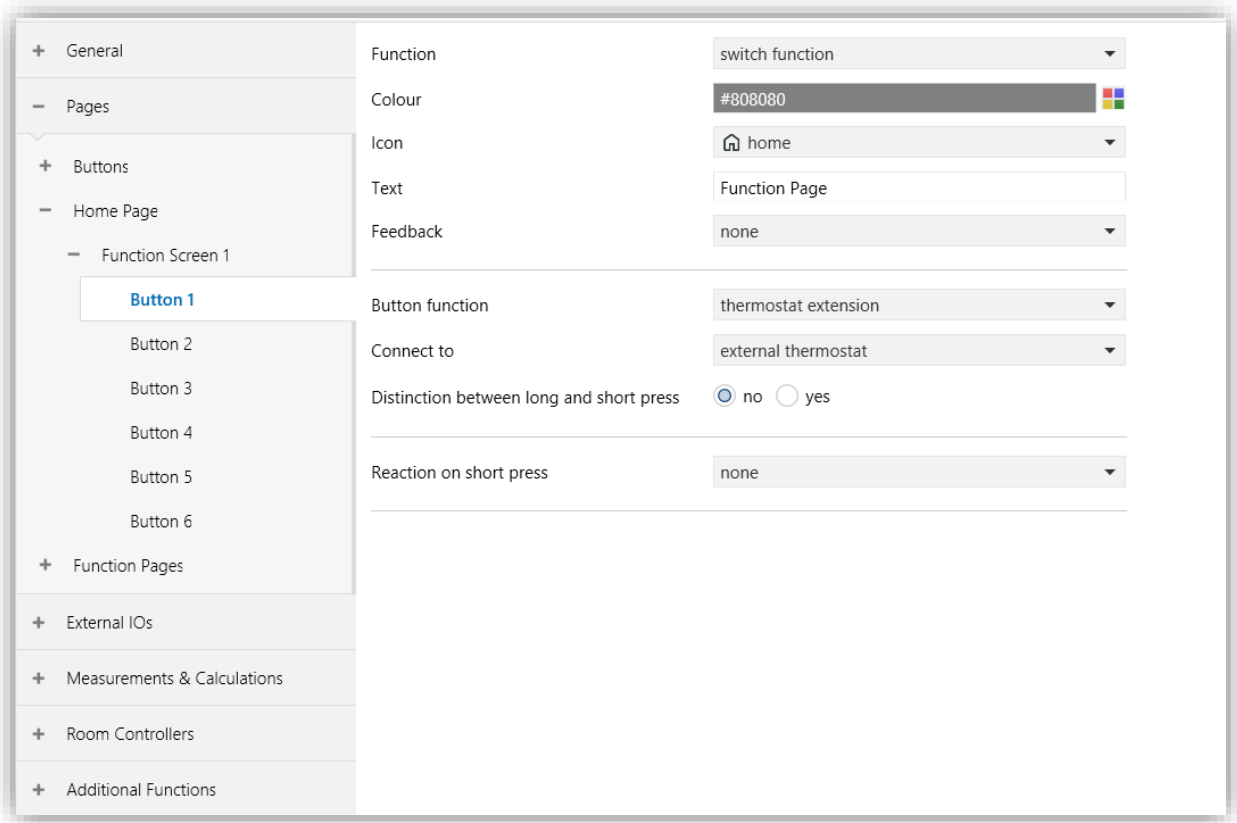 General
Pages
Buttons
Home Page
Function Screen 1
Button 1
Button 2
Button 3
Button 4
Button 5
Button 6
Function Pages
External IOs
Measurements & Calculations
Room Controllers
Additional Functions
Function switch function
Colour #808080
Icon home
Text Function Page
Feedback none
Button function thermostat extension
Connect to external thermostat
Distinction between long and short press no yes
Reaction on short press none